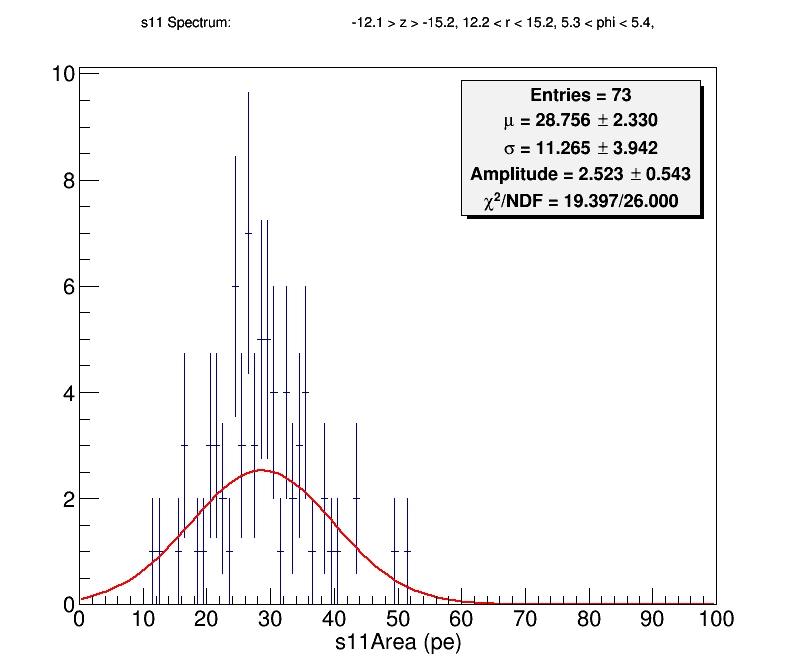 s11 Spectrum: -12.1 > z > -15.2, 12.2 < r < 15.2, 5.3 < phi < 5.4,
10
Entries = 73
μ = 28.756 ± 2.330
σ = 11.265 ± 3.942
Amplitude = 2.523 ± 0.543
χ²/NDF = 19.397/26.000
8
6
4
2
0
0 10 20 30 40 50 60 70 80 90 100
s11Area (pe)